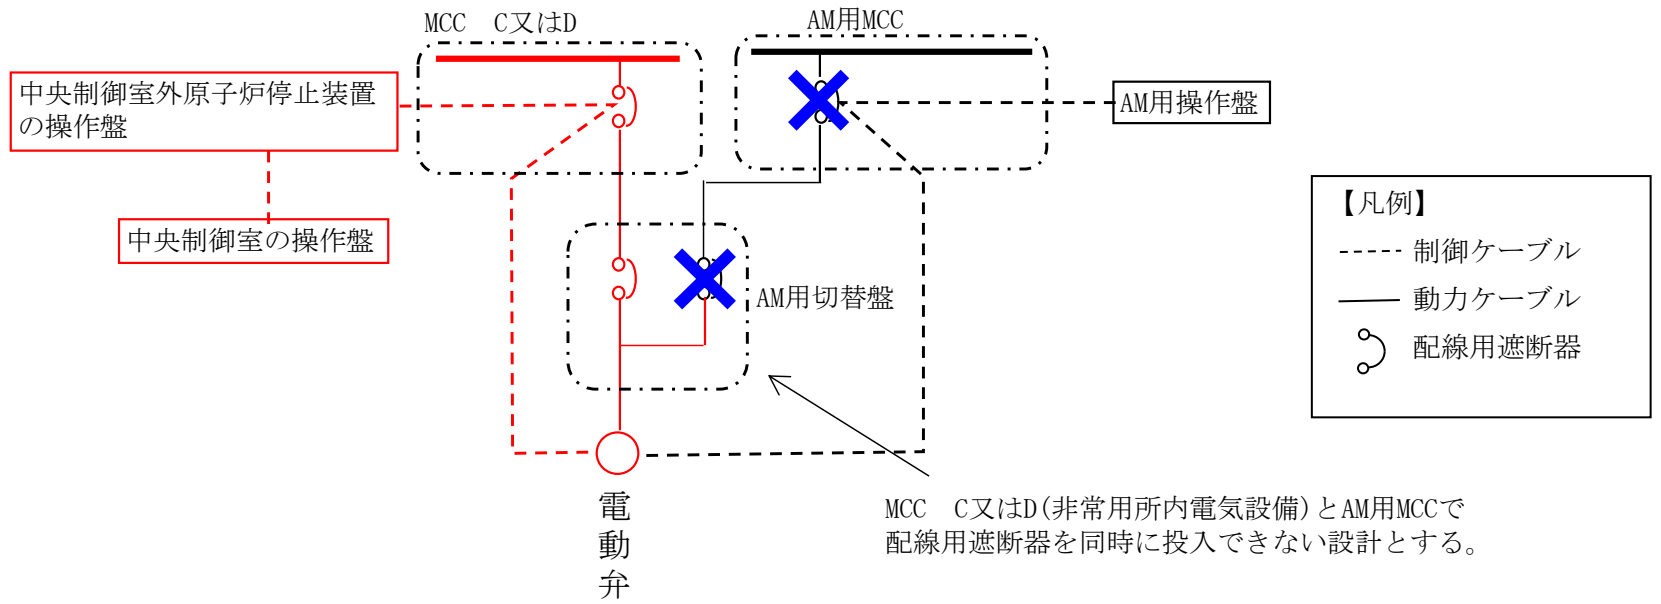 MCC　C又はD
AM用MCC
中央制御室外原子炉停止装置
の操作盤
AM用操作盤
中央制御室の操作盤
【凡例】
制御ケーブル
動力ケーブル
配線用遮断器
AM用切替盤
電動弁
MCC　C又はD(非常用所内電気設備)とAM用MCCで
配線用遮断器を同時に投入できない設計とする。